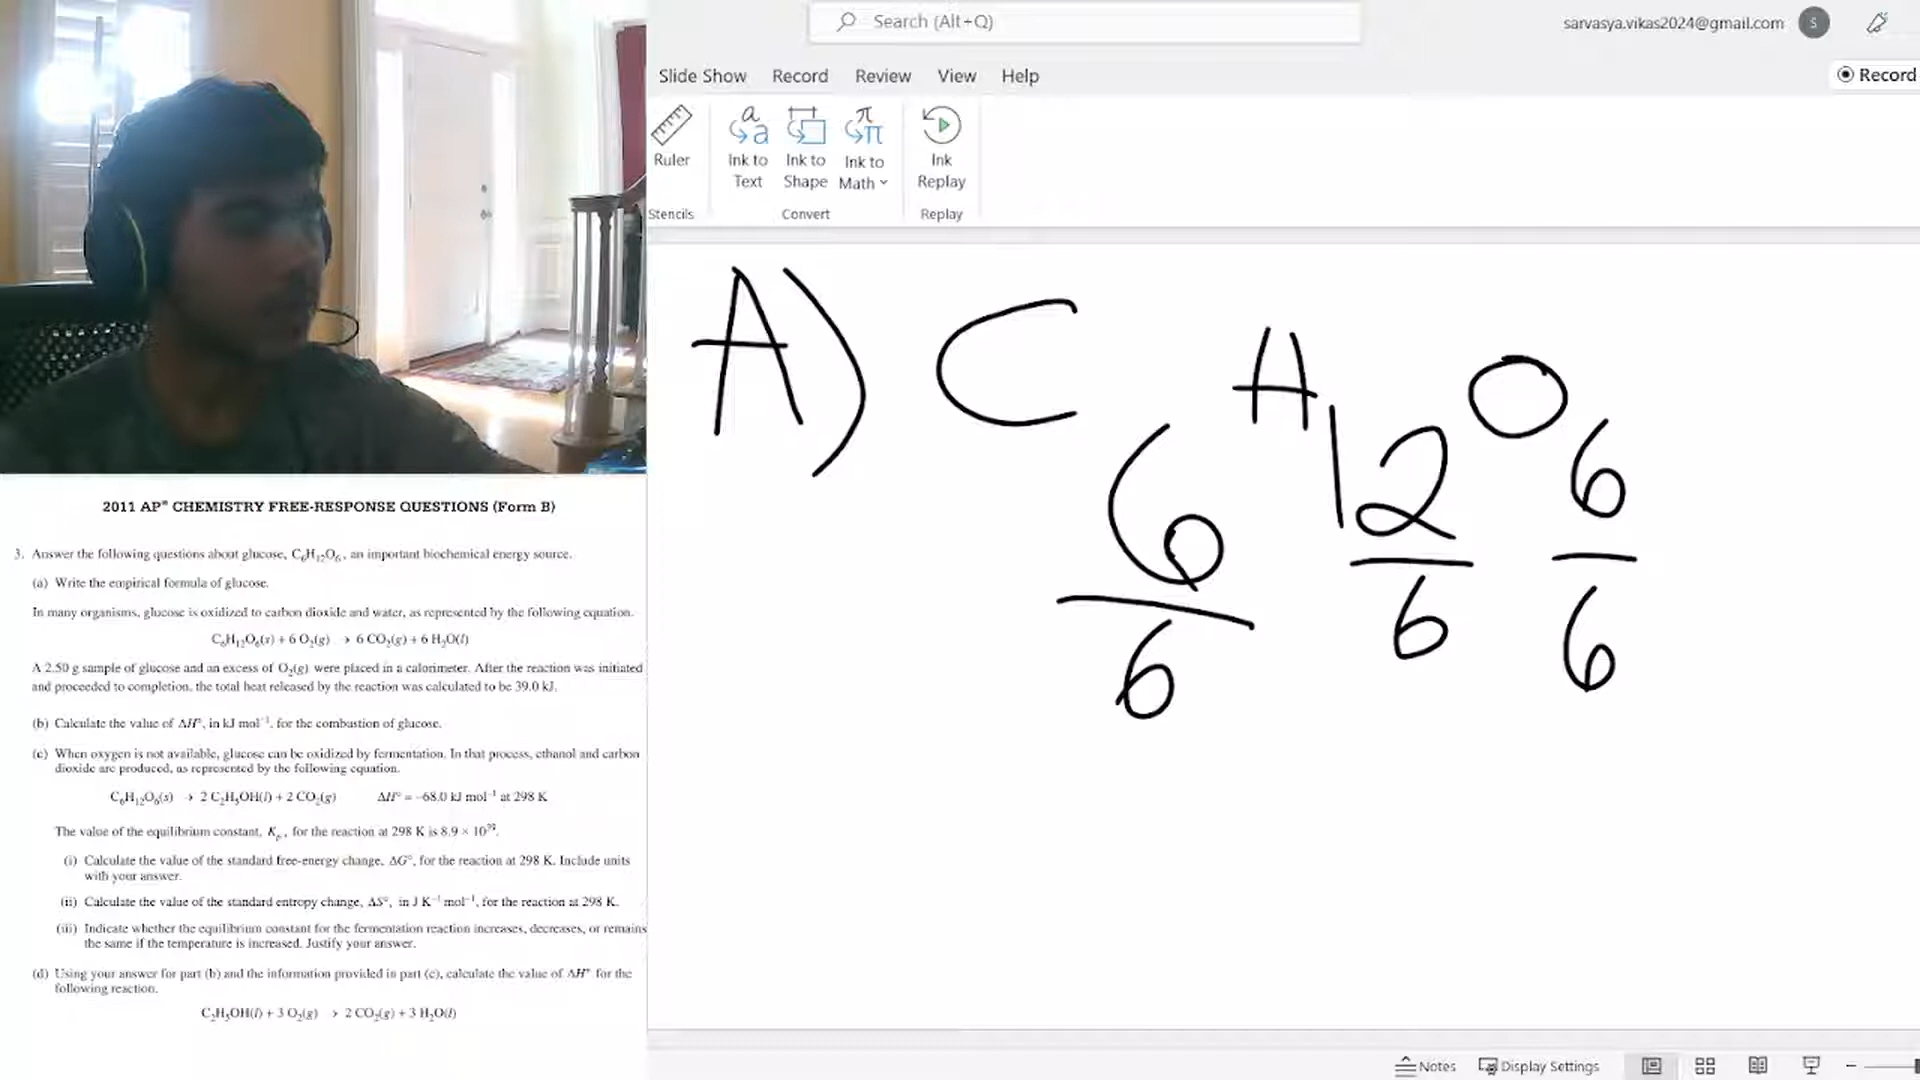 Search (Alt+Q)
sarvasya.vikas2024@gmail.com
S
Slide Show Record Review View Help
Record
Ruler
Ink to Text
Ink to Shape
Ink to Math
Ink Replay
Stencils
Convert
Replay
A) C₆H₁₂O₆
6 6 6
2011 AP® CHEMISTRY FREE-RESPONSE QUESTIONS (Form B)
3. Answer the following questions about glucose, C₆H₁₂O₆, an important biochemical energy source.
(a) Write the empirical formula of glucose.
In many organisms, glucose is oxidized to carbon dioxide and water, as represented by the following equation.
C₆H₁₂O₆(s) + 6 O₂(g) → 6 CO₂(g) + 6 H₂O(l)
A 2.50 g sample of glucose and an excess of O₂(g) were placed in a calorimeter. After the reaction was initiated
and proceeded to completion, the total heat released by the reaction was calculated to be 39.0 kJ.
(b) Calculate the value of ΔH°, in kJ mol⁻¹, for the combustion of glucose.
(c) When oxygen is not available, glucose can be oxidized by fermentation. In that process, ethanol and carbon
dioxide are produced, as represented by the following equation.
C₆H₁₂O₆(s) → 2 C₂H₅OH(l) + 2 CO₂(g) ΔH° = −68.0 kJ mol⁻¹ at 298 K
The value of the equilibrium constant, Kₚ, for the reaction at 298 K is 8.9 × 10³⁹.
(i) Calculate the value of the standard free-energy change, ΔG°, for the reaction at 298 K. Include units
with your answer.
(ii) Calculate the value of the standard entropy change, ΔS°, in J K⁻¹ mol⁻¹, for the reaction at 298 K.
(iii) Indicate whether the equilibrium constant for the fermentation reaction increases, decreases, or remains
the same if the temperature is increased. Justify your answer.
(d) Using your answer for part (b) and the information provided in part (c), calculate the value of ΔH° for the
following reaction.
C₂H₅OH(l) + 3 O₂(g) → 2 CO₂(g) + 3 H₂O(l)
Notes
Display Settings